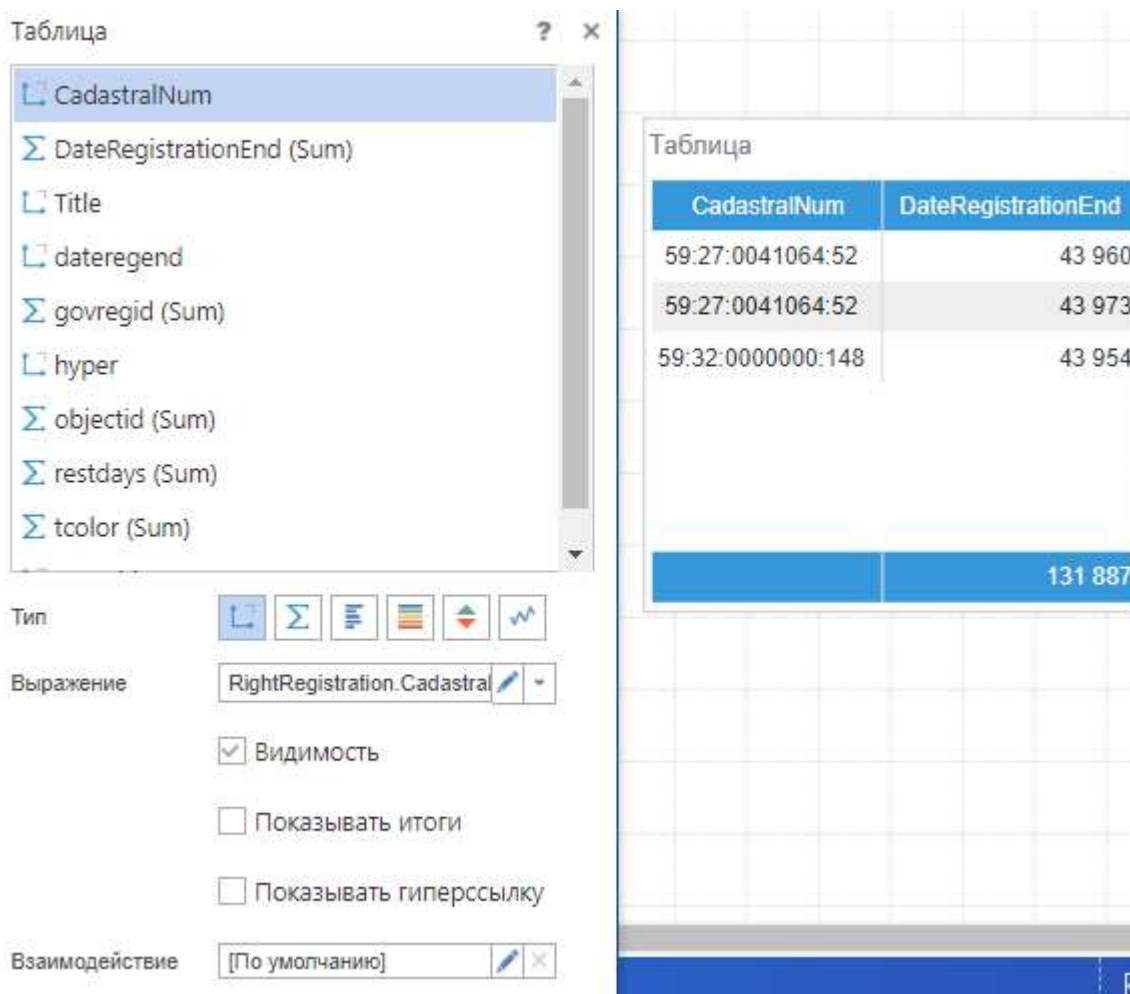 Таблица ? ×
CadastralNum
DateRegistrationEnd (Sum)
Title
dateregend
govregid (Sum)
hyper
objectid (Sum)
restdays (Sum)
tcolor (Sum)
Тип
Выражение RightRegistration.Cadastral
Видимость
Показывать итоги
Показывать гиперссылку
Взаимодействие [По умолчанию]
Таблица
CadastralNum DateRegistrationEnd
59:27:0041064:52 43 960
59:27:0041064:52 43 973
59:32:0000000:148 43 954
131 887